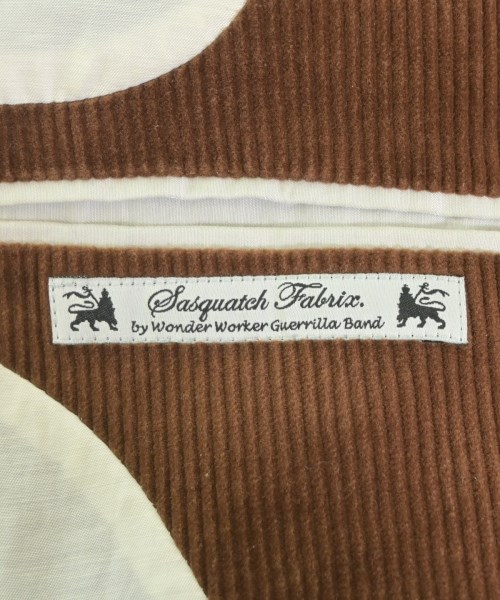 Sasquatch Fabrix.
by Wonder Worker Guerrilla Band